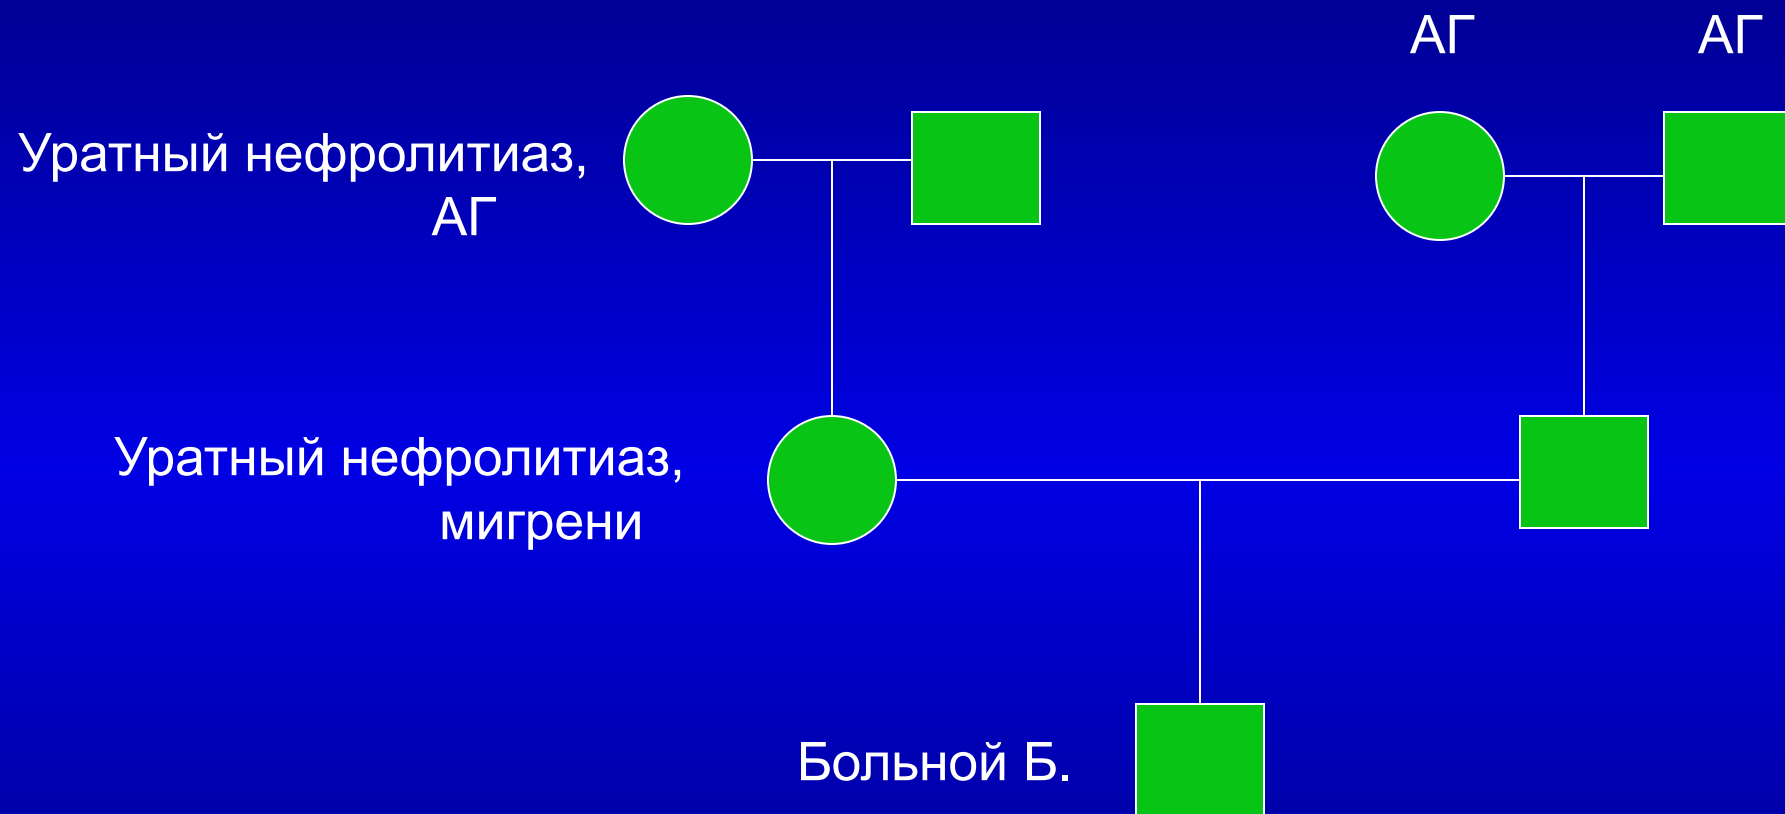 АГ АГ
Уратный нефролитиаз,
АГ
Уратный нефролитиаз,
мигрени
Больной Б.